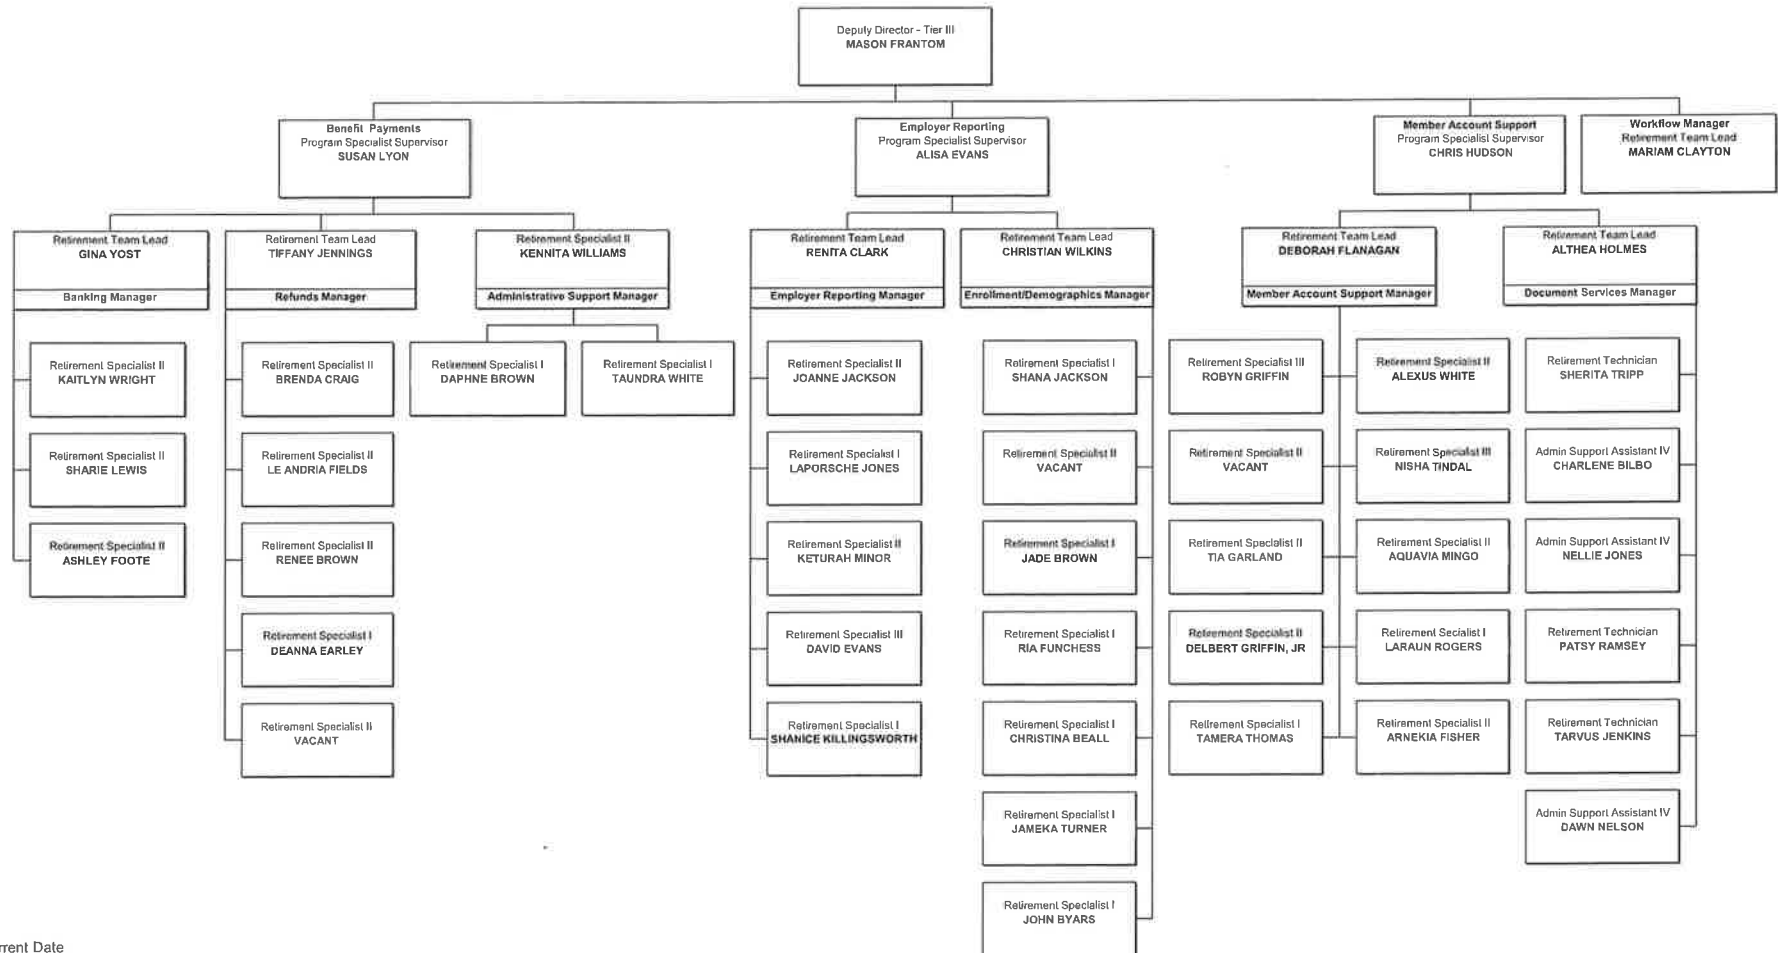 Deputy Director - Tier III
MASON FRANTOM
Benefit Payments
Program Specialist Supervisor
SUSAN LYON
Employer Reporting
Program Specialist Supervisor
ALISA EVANS
Member Account Support
Program Specialist Supervisor
CHRIS HUDSON
Workflow Manager
Retirement Team Lead
MARIAM CLAYTON
Retirement Team Lead
GINA YOST
Banking Manager
Retirement Team Lead
TIFFANY JENNINGS
Refunds Manager
Retirement Specialist II
KENNITA WILLIAMS
Administrative Support Manager
Retirement Team Lead
RENITA CLARK
Employer Reporting Manager
Retirement Team Lead
CHRISTIAN WILKINS
Enrollment/Demographics Manager
Retirement Team Lead
DEBORAH FLANAGAN
Member Account Support Manager
Retirement Team Lead
ALTHEA HOLMES
Document Services Manager
Retirement Specialist II
KAITLYN WRIGHT
Retirement Specialist II
SHARIE LEWIS
Retirement Specialist II
ASHLEY FOOTE
Retirement Specialist II
BRENDA CRAIG
Retirement Specialist II
LE ANDRIA FIELDS
Retirement Specialist II
RENEE BROWN
Retirement Specialist I
DEANNA EARLEY
Retirement Specialist II
VACANT
Retirement Specialist I
DAPHNE BROWN
Retirement Specialist I
TAUNDRA WHITE
Retirement Specialist II
JOANNE JACKSON
Retirement Specialist I
LAPORSCHE JONES
Retirement Specialist II
KETURAH MINOR
Retirement Specialist III
DAVID EVANS
Retirement Specialist I
SHANICE KILLINGSWORTH
Retirement Specialist I
SHANA JACKSON
Retirement Specialist II
VACANT
Retirement Specialist I
JADE BROWN
Retirement Specialist I
RIA FUNCHESS
Retirement Specialist I
CHRISTINA BEALL
Retirement Specialist I
JAMEKA TURNER
Retirement Specialist I
JOHN BYARS
Retirement Specialist III
ROBYN GRIFFIN
Retirement Specialist II
VACANT
Retirement Specialist II
TIA GARLAND
Retirement Specialist II
DELBERT GRIFFIN, JR
Retirement Specialist I
TAMERA THOMAS
Retirement Specialist II
ALEXUS WHITE
Retirement Specialist III
NISHA TINDAL
Retirement Specialist II
AQUAVIA MINGO
Retirement Secialist I
LARAUN ROGERS
Retirement Specialist II
ARNEKIA FISHER
Retirement Technician
SHERITA TRIPP
Admin Support Assistant IV
CHARLENE BILBO
Admin Support Assistant IV
NELLIE JONES
Retirement Technician
PATSY RAMSEY
Retirement Technician
TARVUS JENKINS
Admin Support Assistant IV
DAWN NELSON
rrent Date